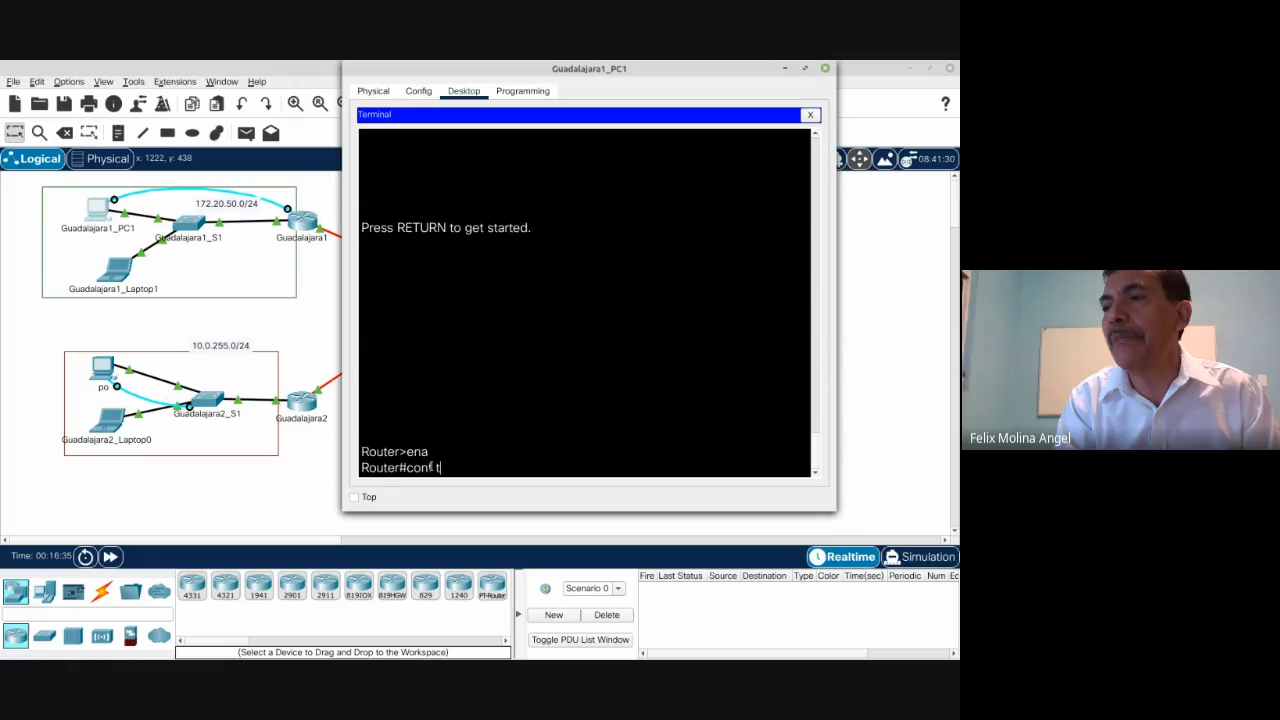 Guadalajara1_PC1
File Edit Options View Tools Extensions Window Help
Physical Config Desktop Programming
?
Terminal
X
Logical Physical x: 1222, y: 438
08:41:30
172.20.50.0/24
Guadalajara1_PC1
Guadalajara1_S1
Guadalajara1
Guadalajara1_Laptop1
Press RETURN to get started.
10.0.255.0/24
po
Guadalajara2_S1
Guadalajara2
Guadalajara2_Laptop0
Router>ena
Router#conf t
Top
Felix Molina Angel
Time: 00:16:35
Realtime Simulation
4331 4321 1941 2901 2911 819IOX 819HGW 829 1240 PT-Router
Scenario 0
New Delete
Toggle PDU List Window
Fire Last Status Source Destination Type Color Time(sec) Periodic Num
(Select a Device to Drag and Drop to the Workspace)